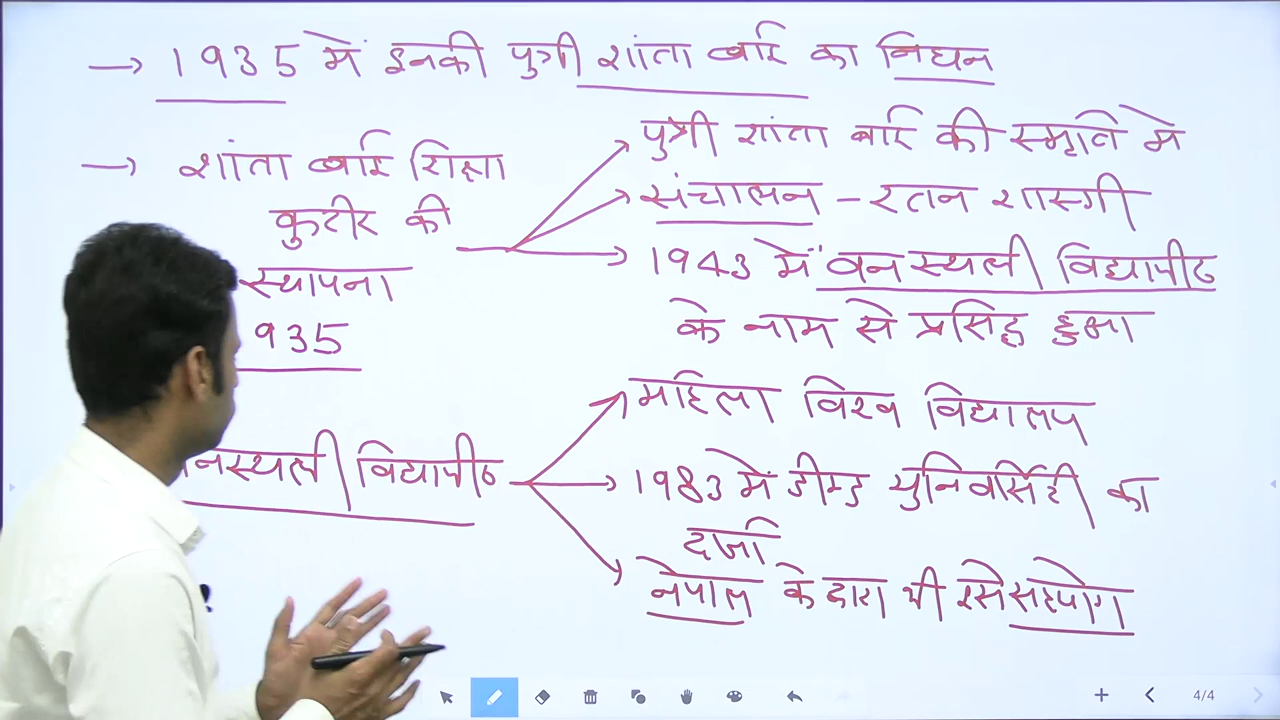 → 1935 में इनकी पुत्री शांता बाई का निधन
→ शांता बाई शिक्षा
कुटीर की
स्थापना
935
पुत्री शांता बाई की स्मृति में
संचालन - रतन शास्त्री
1943 में "वनस्थली विद्यापीठ
के नाम से प्रसिद्ध हुआ
नस्थली विद्यापीठ
महिला विश्व विद्यालय
1983 में डीम्ड युनिवर्सिटी का
दर्जा
नेपाल के द्वारा भी इसे सहयोग
4/4